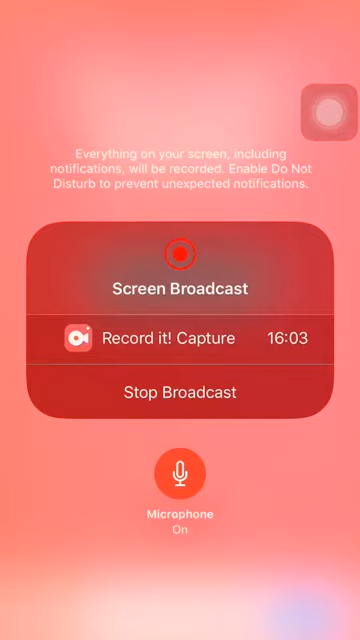 Everything on your screen, including
notifications, will be recorded. Enable Do Not
Disturb to prevent unexpected notifications.
Screen Broadcast
Record it! Capture 16:03
Stop Broadcast
Microphone
On